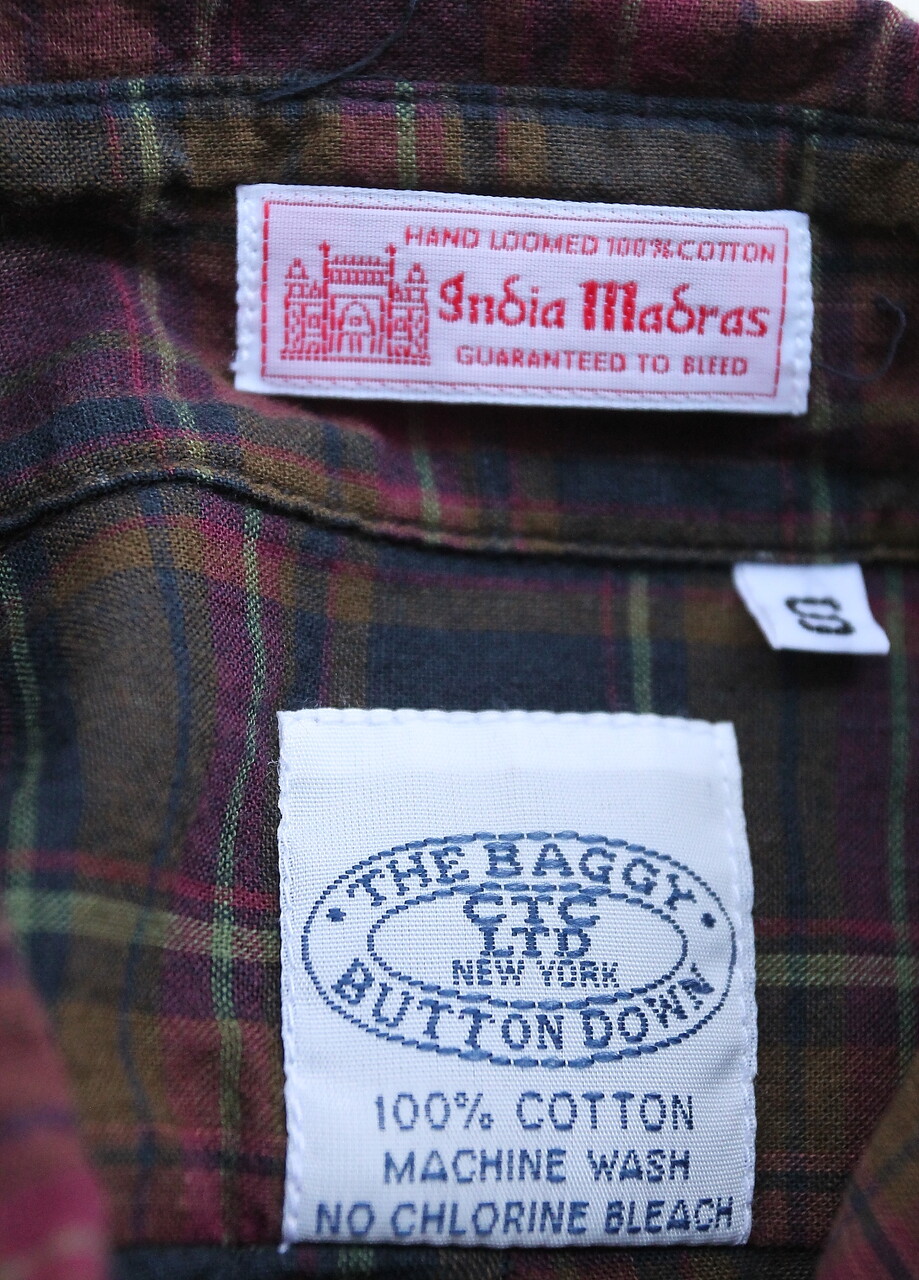 HAND LOOMED 100% COTTON
India Madras
GUARANTEED TO BLEED
S
THE BAGGY
CTC
LTD
NEW YORK
BUTTON DOWN
100% COTTON
MACHINE WASH
NO CHLORINE BLEACH